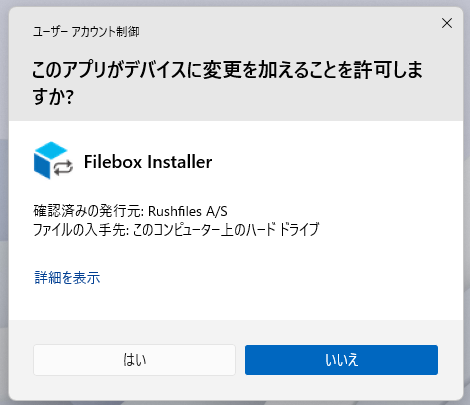 ユーザー アカウント制御
このアプリがデバイスに変更を加えることを許可しま
すか?
Filebox Installer
確認済みの発行元: Rushfiles A/S
ファイルの入手先: このコンピューター上のハード ドライブ
詳細を表示
はい
いいえ